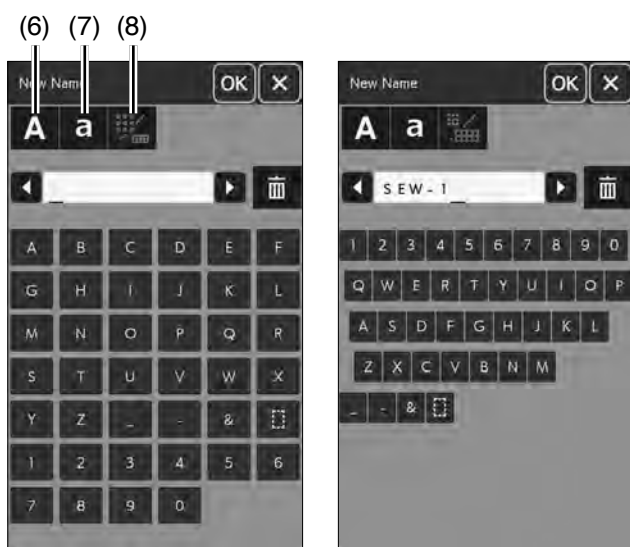 (6) (7) (8)
New Name OK X
A a
_
A B C D E F
G H I J K L
M N O P Q R
S T U V W X
Y Z _ - &
1 2 3 4 5 6
7 8 9 0
New Name OK X
A a
SEW-1_
1 2 3 4 5 6 7 8 9 0
Q W E R T Y U I O P
A S D F G H J K L
Z X C V B N M
_ - &